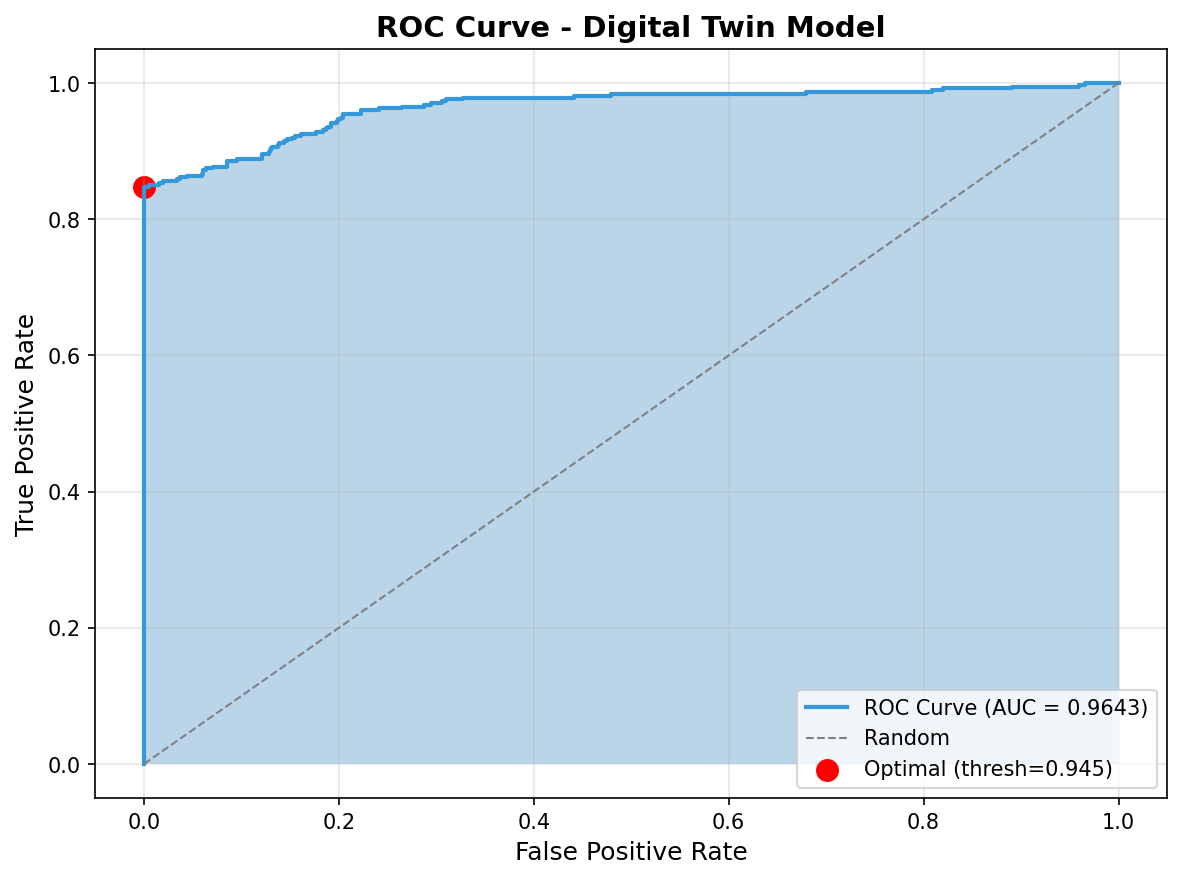 ROC Curve - Digital Twin Model
True Positive Rate
1.0
0.8
0.6
0.4
0.2
0.0
0.0 0.2 0.4 0.6 0.8 1.0
False Positive Rate
ROC Curve (AUC = 0.9643)
Random
Optimal (thresh=0.945)